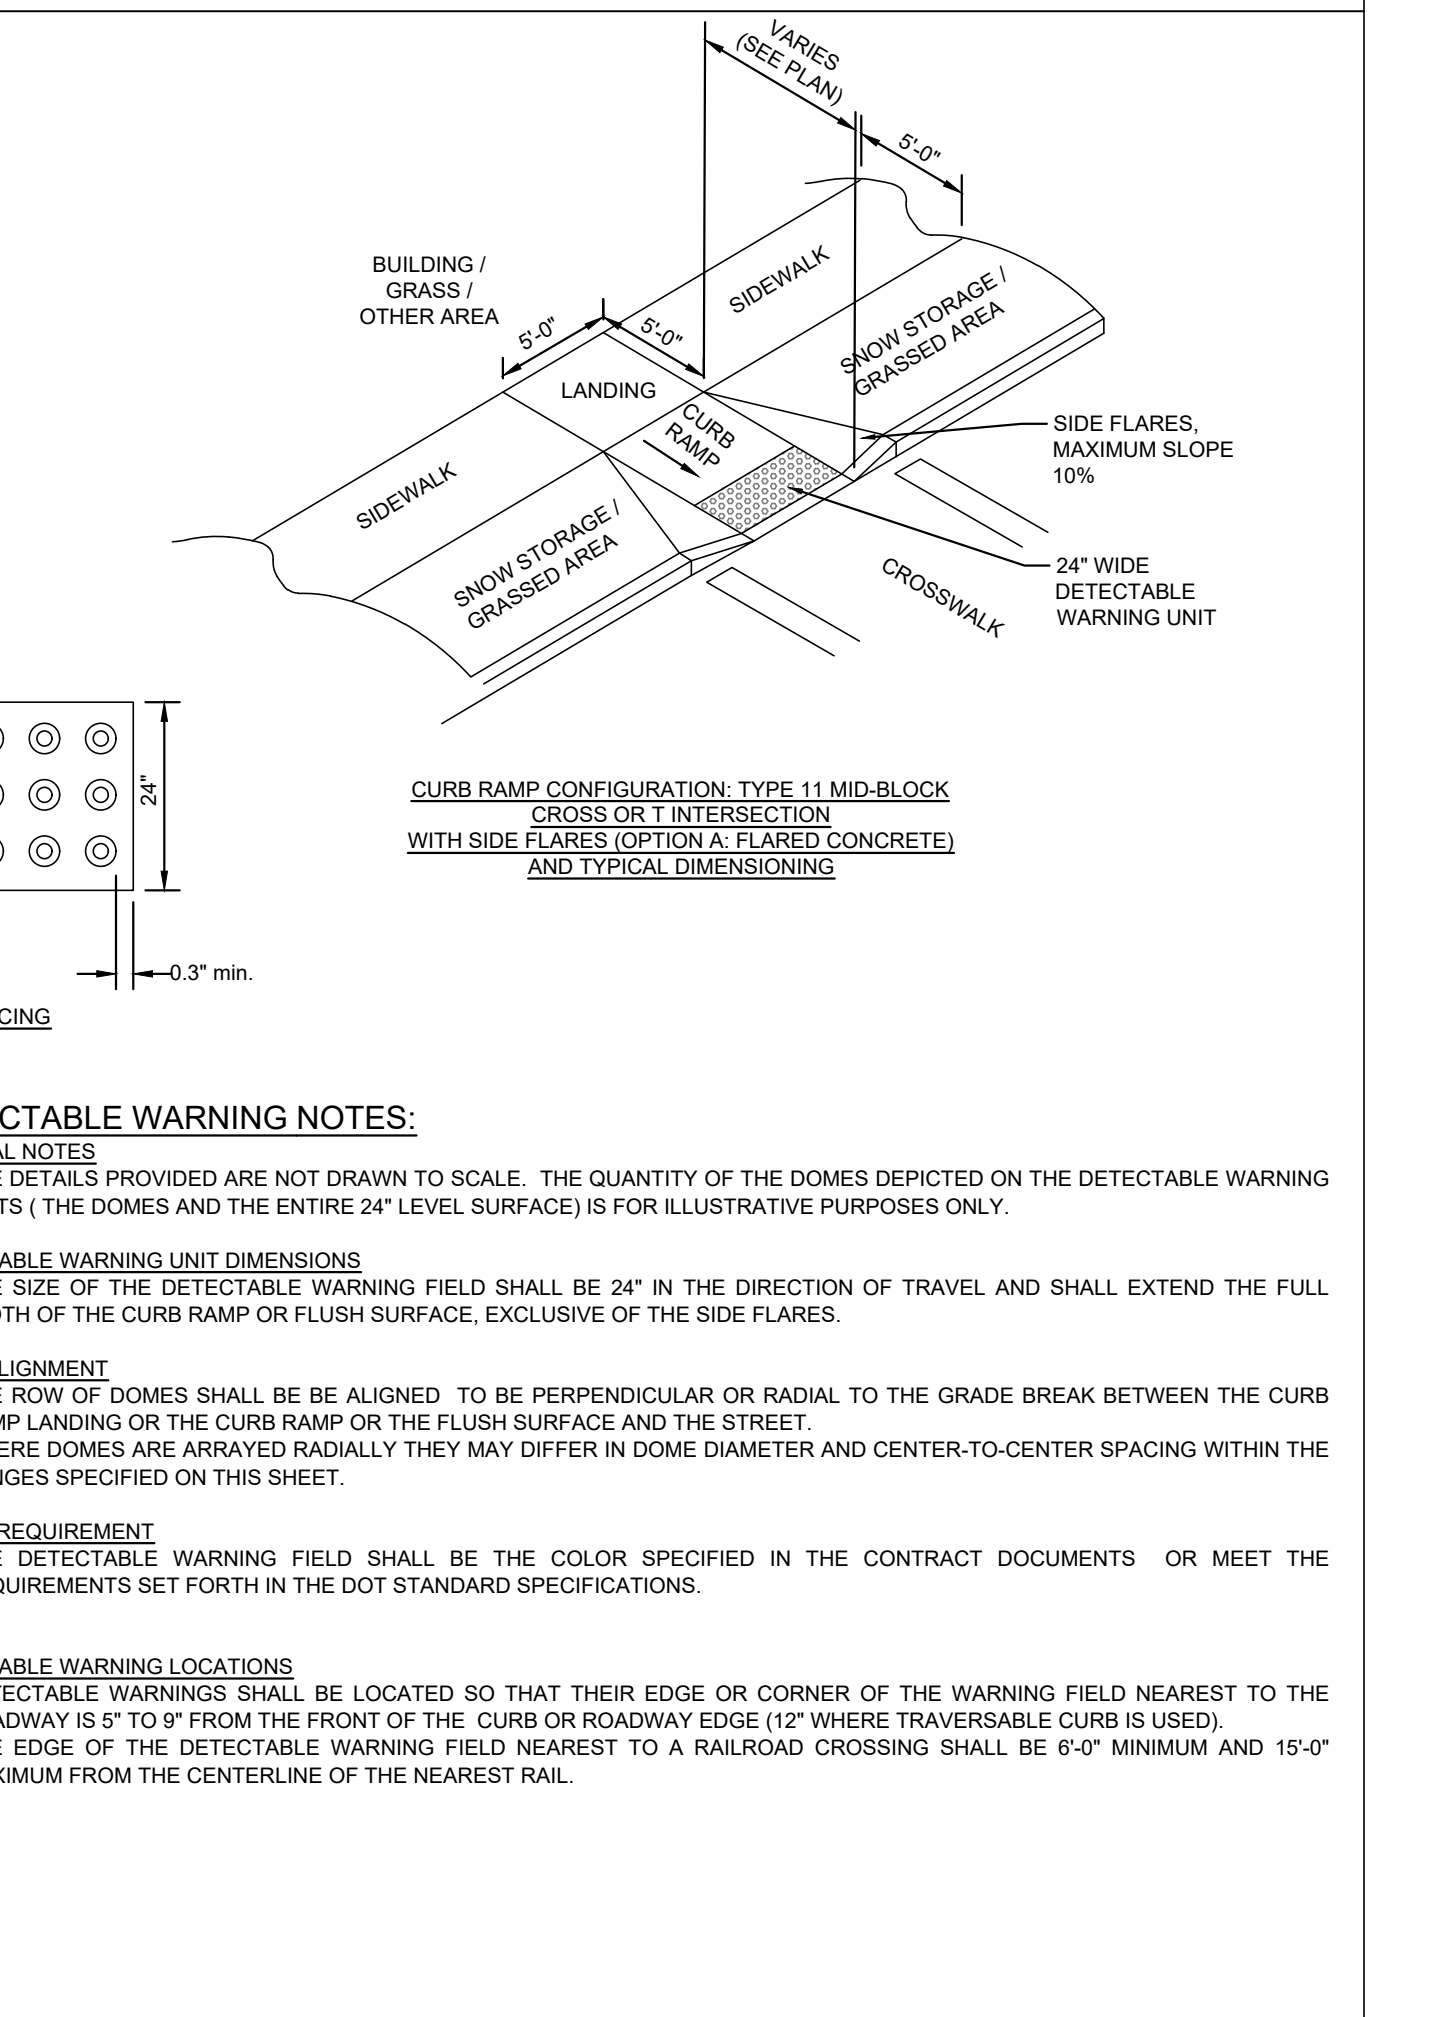 VARIES
(SEE PLAN)
5'-0"
BUILDING /
GRASS /
OTHER AREA
5'-0"
5'-0"
SIDEWALK
SNOW STORAGE /
GRASSED AREA
LANDING
CURB
RAMP
SIDEWALK
SNOW STORAGE /
GRASSED AREA
SIDE FLARES,
MAXIMUM SLOPE
10%
24" WIDE
DETECTABLE
WARNING UNIT
CROSSWALK
24"
0.3" min.
CING
CURB RAMP CONFIGURATION: TYPE 11 MID-BLOCK
CROSS OR T INTERSECTION
WITH SIDE FLARES (OPTION A: FLARED CONCRETE)
AND TYPICAL DIMENSIONING
CTABLE WARNING NOTES:
AL NOTES
E DETAILS PROVIDED ARE NOT DRAWN TO SCALE. THE QUANTITY OF THE DOMES DEPICTED ON THE DETECTABLE WARNING
TS ( THE DOMES AND THE ENTIRE 24" LEVEL SURFACE) IS FOR ILLUSTRATIVE PURPOSES ONLY.
ABLE WARNING UNIT DIMENSIONS
E SIZE OF THE DETECTABLE WARNING FIELD SHALL BE 24" IN THE DIRECTION OF TRAVEL AND SHALL EXTEND THE FULL
TH OF THE CURB RAMP OR FLUSH SURFACE, EXCLUSIVE OF THE SIDE FLARES.
LIGNMENT
E ROW OF DOMES SHALL BE BE ALIGNED TO BE PERPENDICULAR OR RADIAL TO THE GRADE BREAK BETWEEN THE CURB
MP LANDING OR THE CURB RAMP OR THE FLUSH SURFACE AND THE STREET.
ERE DOMES ARE ARRAYED RADIALLY THEY MAY DIFFER IN DOME DIAMETER AND CENTER-TO-CENTER SPACING WITHIN THE
NGES SPECIFIED ON THIS SHEET.
REQUIREMENT
E DETECTABLE WARNING FIELD SHALL BE THE COLOR SPECIFIED IN THE CONTRACT DOCUMENTS OR MEET THE
QUIREMENTS SET FORTH IN THE DOT STANDARD SPECIFICATIONS.
ABLE WARNING LOCATIONS
TECTABLE WARNINGS SHALL BE LOCATED SO THAT THEIR EDGE OR CORNER OF THE WARNING FIELD NEAREST TO THE
ADWAY IS 5" TO 9" FROM THE FRONT OF THE CURB OR ROADWAY EDGE (12" WHERE TRAVERSABLE CURB IS USED).
E EDGE OF THE DETECTABLE WARNING FIELD NEAREST TO A RAILROAD CROSSING SHALL BE 6'-0" MINIMUM AND 15'-0"
XIMUM FROM THE CENTERLINE OF THE NEAREST RAIL.